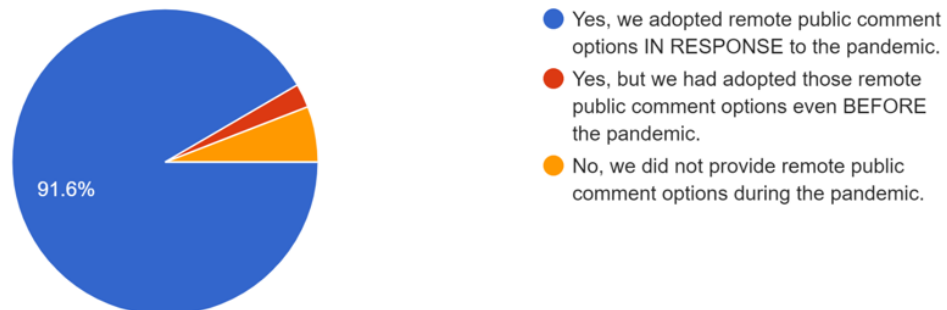 Yes, we adopted remote public comment
options IN RESPONSE to the pandemic.
Yes, but we had adopted those remote
public comment options even BEFORE
the pandemic.
No, we did not provide remote public
comment options during the pandemic.
91.6%